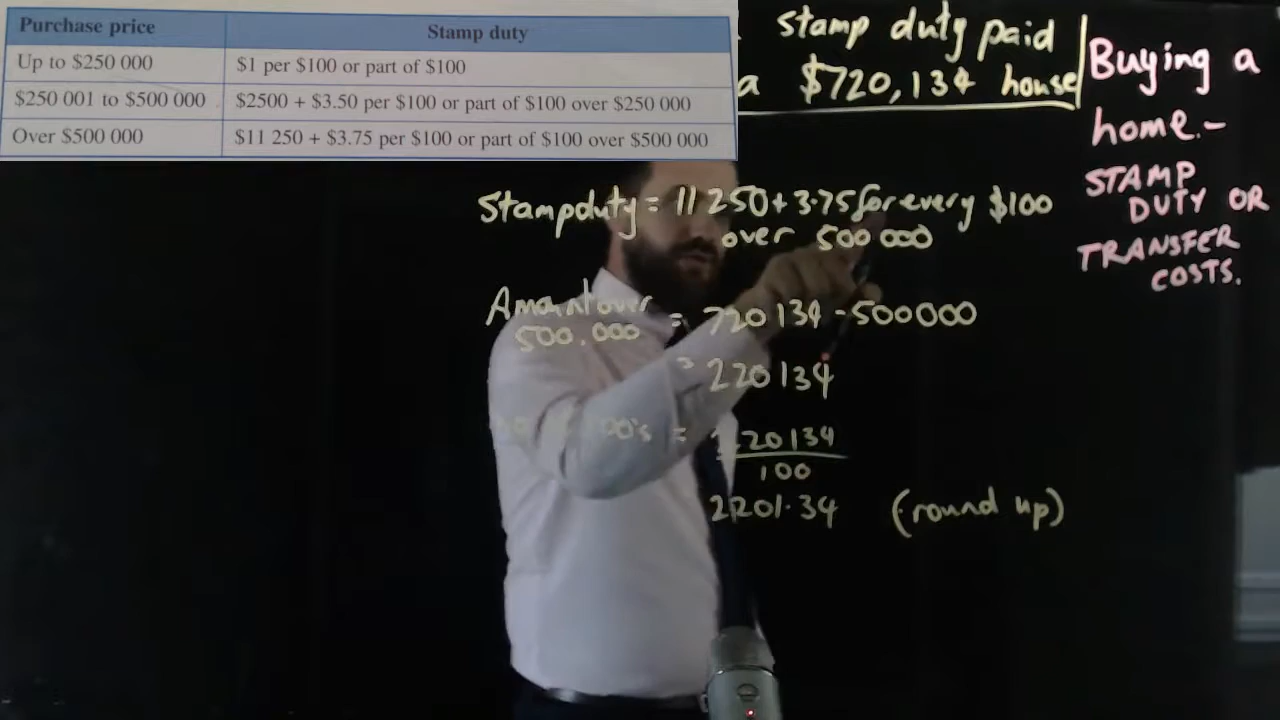 Purchase price Stamp duty
Up to $250 000 $1 per $100 or part of $100
$250 001 to $500 000 $2500 + $3.50 per $100 or part of $100 over $250 000
Over $500 000 $11 250 + $3.75 per $100 or part of $100 over $500 000
stamp duty paid
a $720,134 house
Buying a
home.-
STAMP
DUTY OR
TRANSFER
COSTS.
Stampduty = 11 250 + 3.75 for every $100
over 500 000
Amount over
500,000 = 720 134 - 500000
= 220 134
00's = 220134
100
2201.34 (round up)